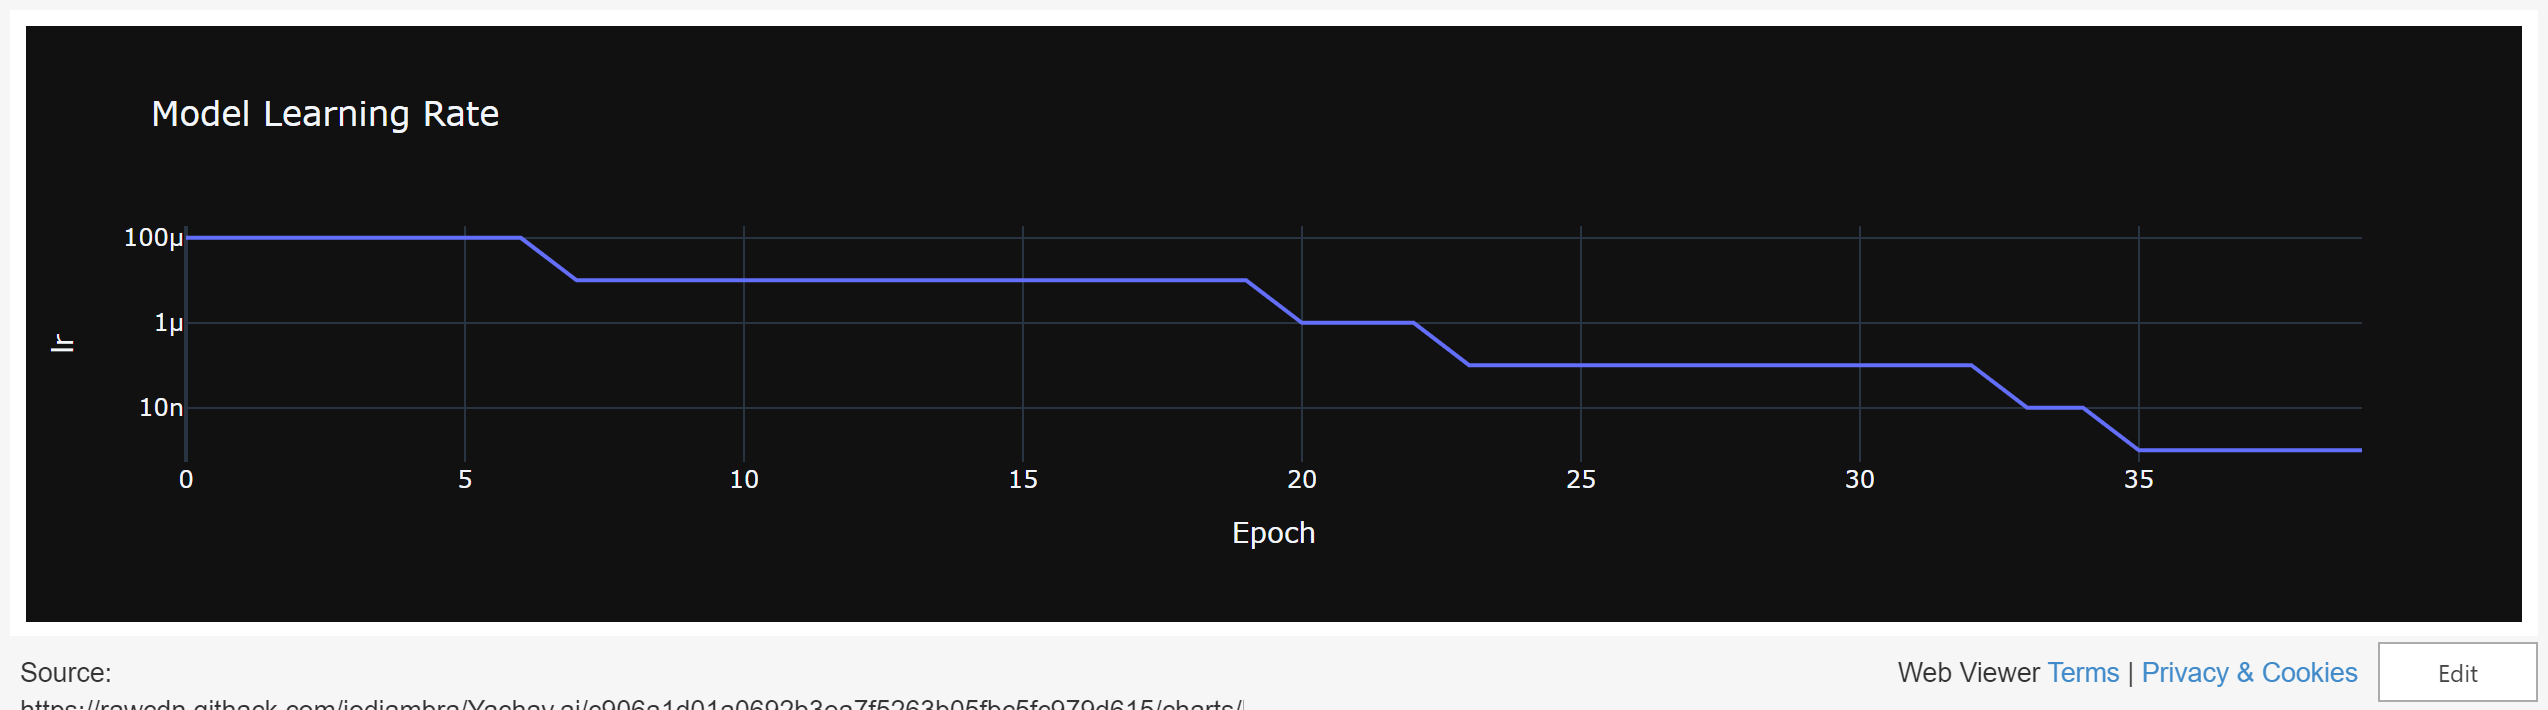 Model Learning Rate
100μ
1μ
10n
lr
0 5 10 15 20 25 30 35
Epoch
Source:
Web Viewer Terms | Privacy & Cookies
Edit